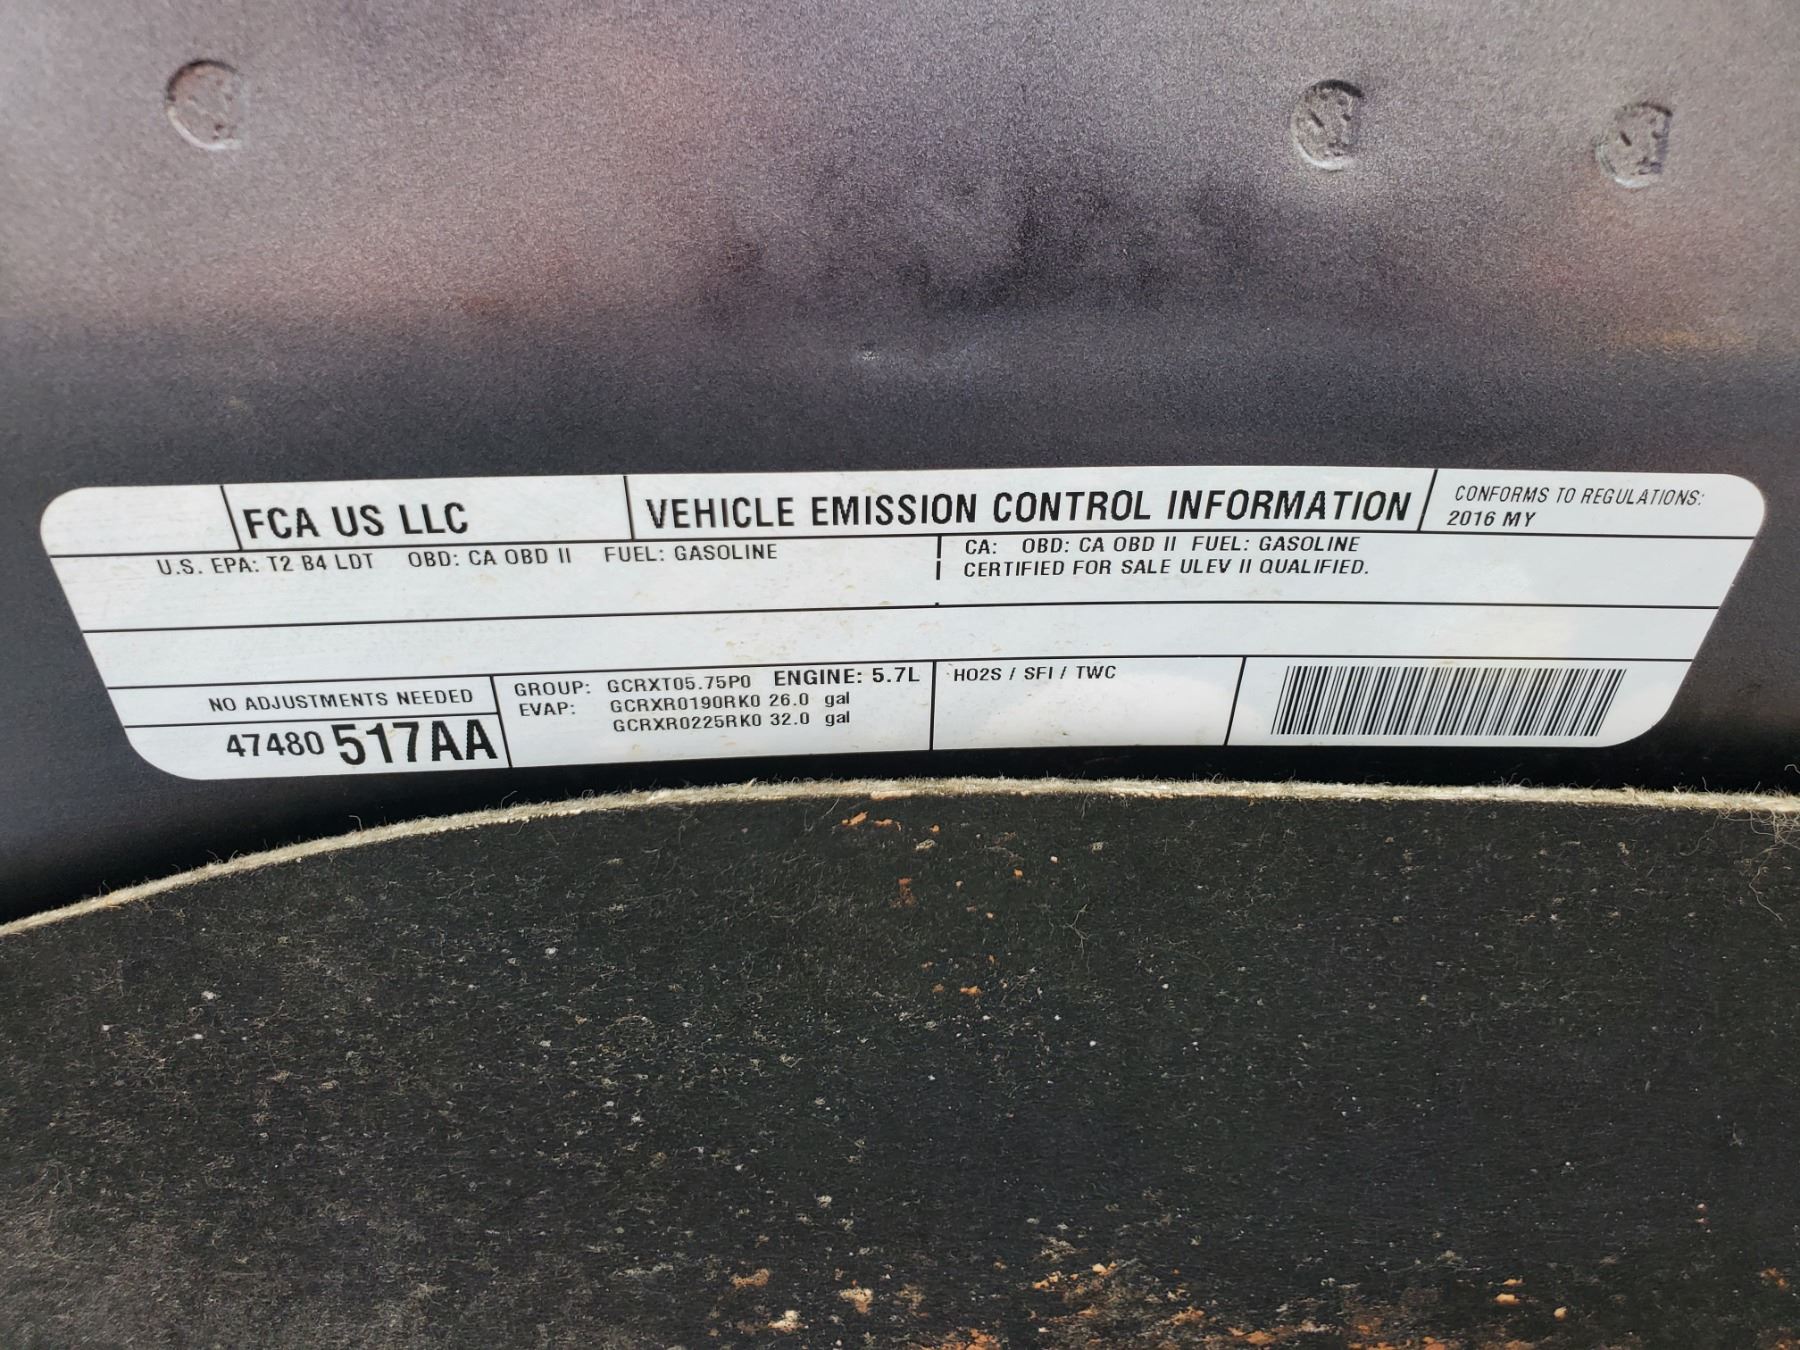 FCA US LLC
VEHICLE EMISSION CONTROL INFORMATION
CONFORMS TO REGULATIONS:
2016 MY
U.S. EPA: T2 B4 LDT OBD: CA OBD II FUEL: GASOLINE
CA: OBD: CA OBD II FUEL: GASOLINE
CERTIFIED FOR SALE ULEV II QUALIFIED.
NO ADJUSTMENTS NEEDED
47480 517AA
GROUP: GCRXT05.75P0 ENGINE: 5.7L
EVAP: GCRXR0190RK0 26.0 gal
GCRXR0225RK0 32.0 gal
HO2S / SFI / TWC